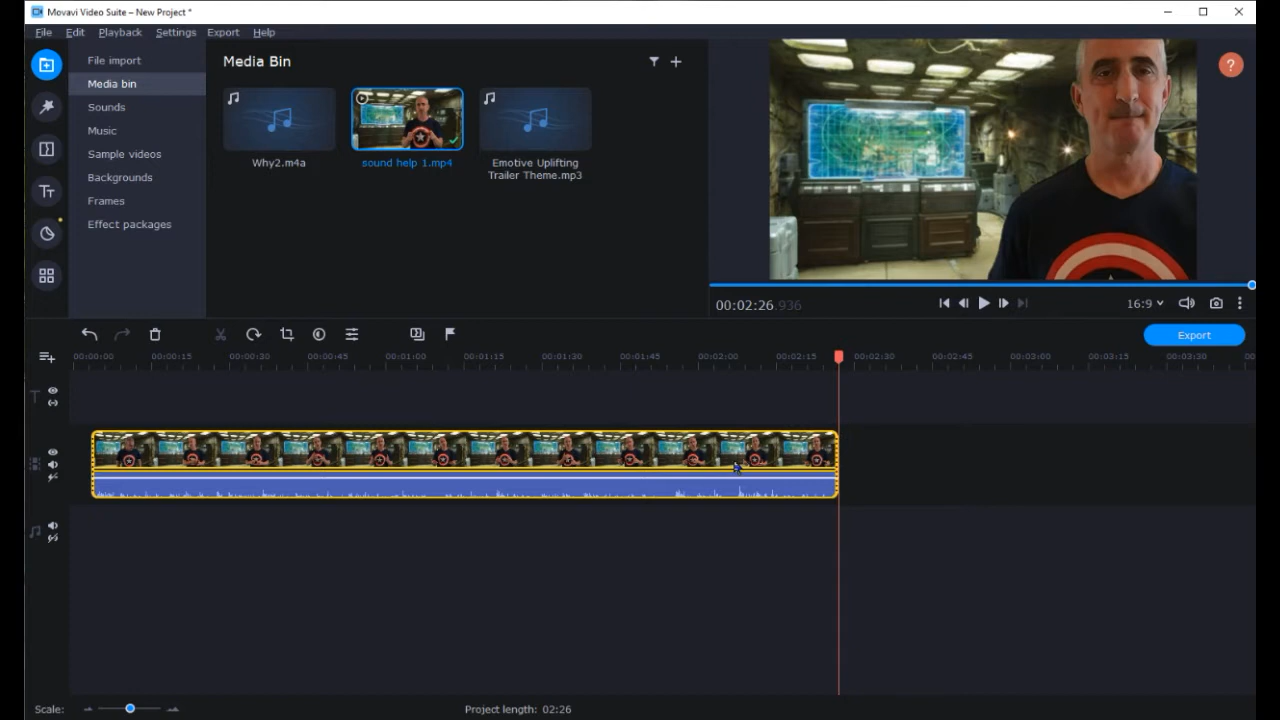 Movavi Video Suite – New Project *
File Edit Playback Settings Export Help
File import
Media bin
Sounds
Music
Sample videos
Backgrounds
Frames
Effect packages
Media Bin
Why2.m4a
sound help 1.mp4
Emotive Uplifting
Trailer Theme.mp3
?
00:02:26.936
16:9
Export
00:00:00 00:00:15 00:00:30 00:00:45 00:01:00 00:01:15 00:01:30 00:01:45 00:02:00 00:02:15 00:02:30 00:02:45 00:03:00 00:03:15 00:03:30
Scale:
Project length: 02:26